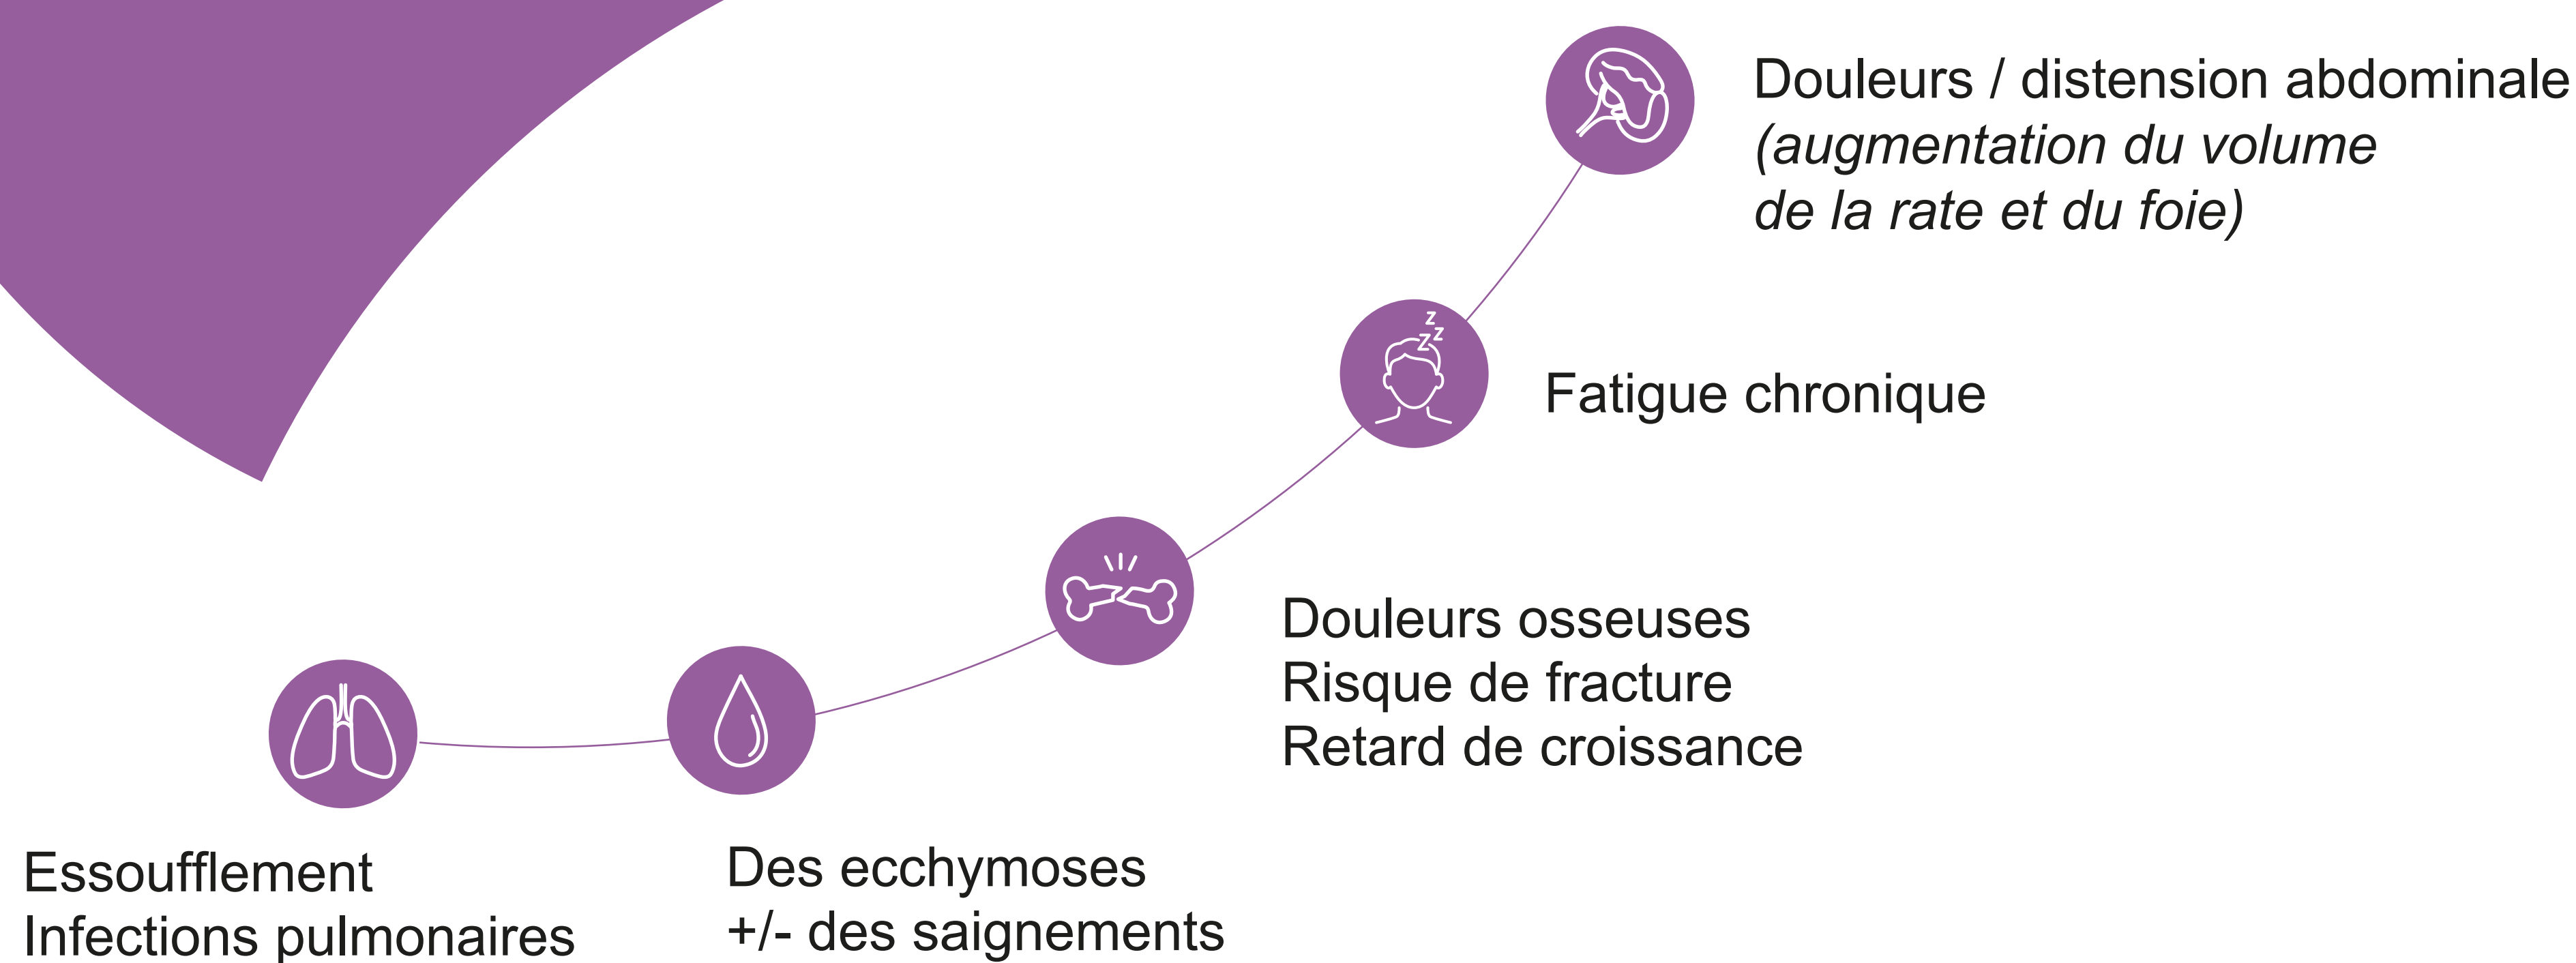 Douleurs / distension abdominale
(augmentation du volume
de la rate et du foie)
z
z
z
Fatigue chronique
Douleurs osseuses
Risque de fracture
Retard de croissance
Des ecchymoses
+/- des saignements
Essoufflement
Infections pulmonaires